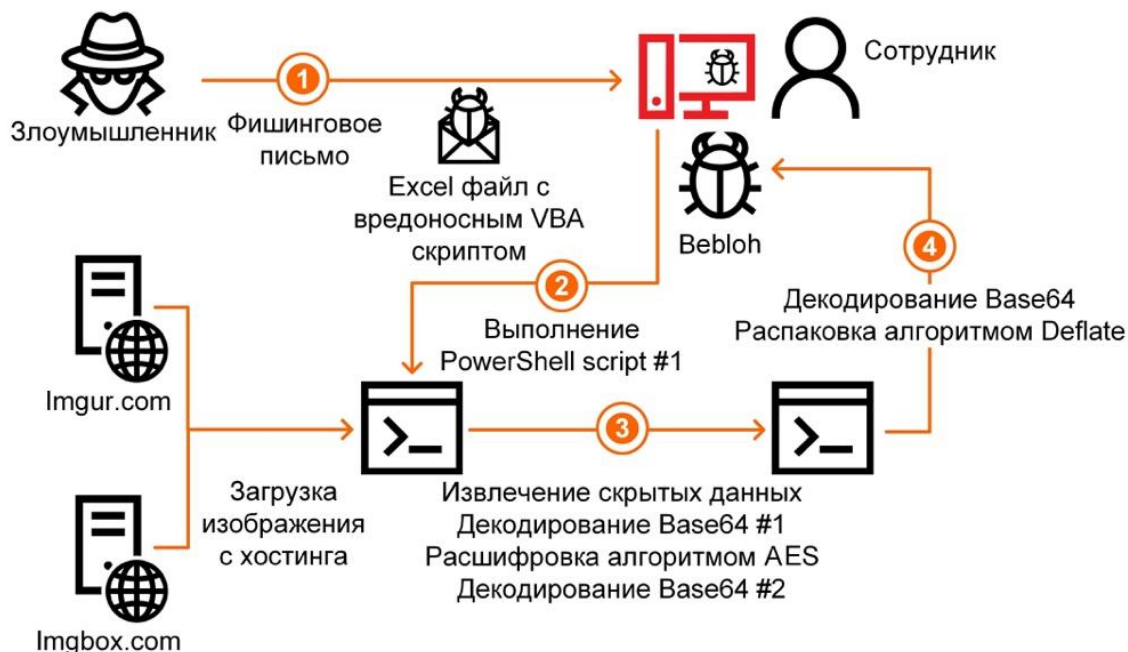 Злоумышленник
1
Фишинговое
письмо
Excel файл с
вредоносным VBA
скриптом
Сотрудник
Bebloh
2
Выполнение
PowerShell script #1
4
Декодирование Base64
Распаковка алгоритмом Deflate
Imgur.com
Imgbox.com
Загрузка
изображения
с хостинга
>_
3
>_
Извлечение скрытых данных
Декодирование Base64 #1
Расшифровка алгоритмом AES
Декодирование Base64 #2